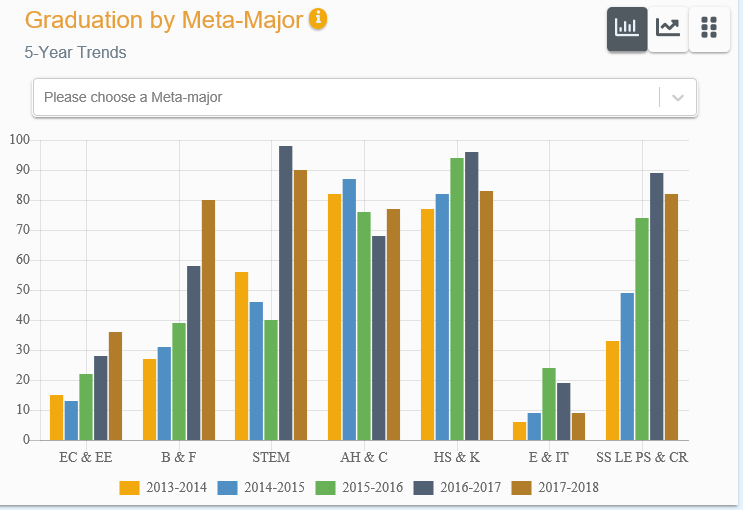 Graduation by Meta-Major i
5-Year Trends
Please choose a Meta-major
100
90
80
70
60
50
40
30
20
10
0
EC & EE B & F STEM AH & C HS & K E & IT SS LE PS & CR
2013-2014 2014-2015 2015-2016 2016-2017 2017-2018